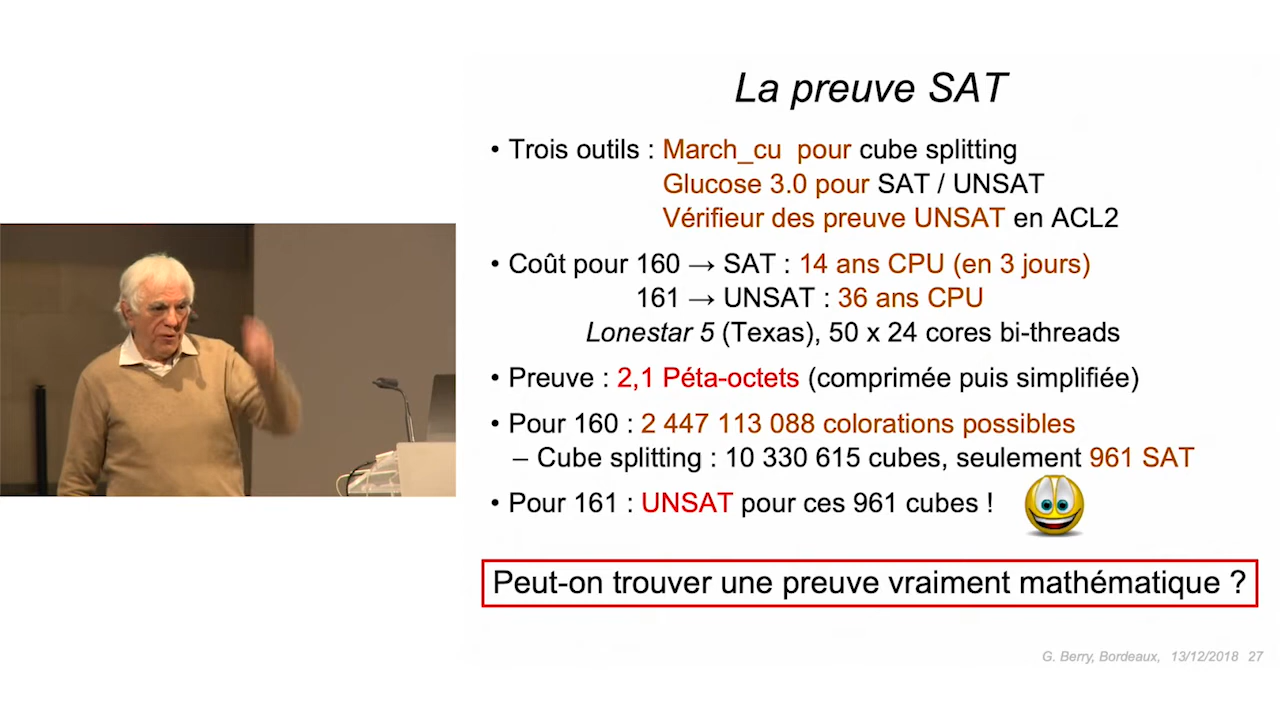 La preuve SAT
• Trois outils : March_cu pour cube splitting
Glucose 3.0 pour SAT / UNSAT
Vérifieur des preuve UNSAT en ACL2
• Coût pour 160 → SAT : 14 ans CPU (en 3 jours)
161 → UNSAT : 36 ans CPU
Lonestar 5 (Texas), 50 x 24 cores bi-threads
• Preuve : 2,1 Péta-octets (comprimée puis simplifiée)
• Pour 160 : 2 447 113 088 colorations possibles
– Cube splitting : 10 330 615 cubes, seulement 961 SAT
• Pour 161 : UNSAT pour ces 961 cubes !
Peut-on trouver une preuve vraiment mathématique ?
G. Berry, Bordeaux, 13/12/2018 27